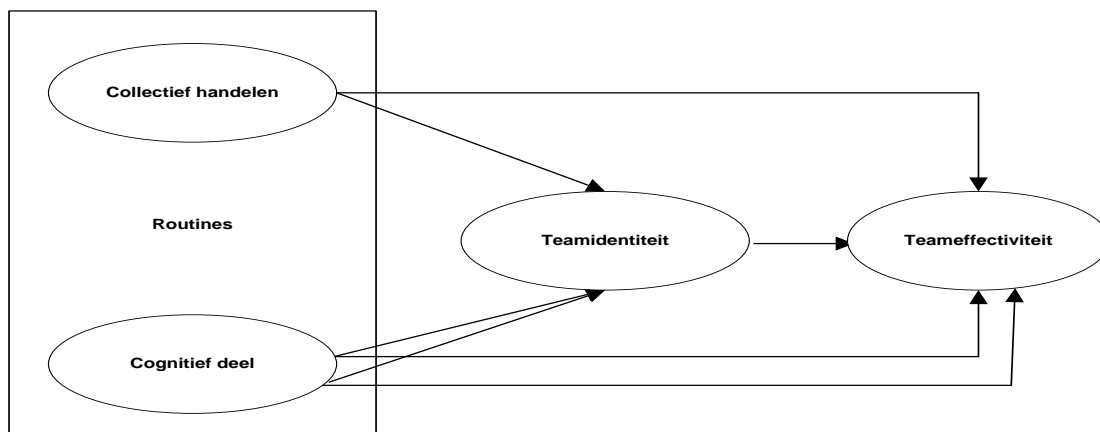 Collectief handelen
Routines
Teamidentiteit
Teameffectiviteit
Cognitief deel